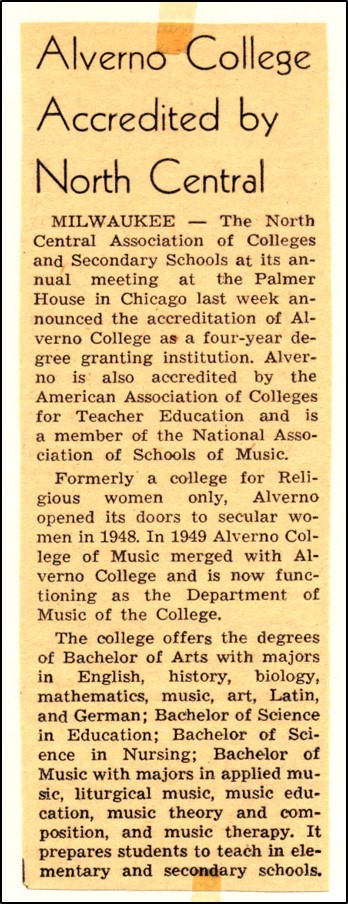 Alverno College
Accredited by
North Central
MILWAUKEE — The North
Central Association of Colleges
and Secondary Schools at its an-
nual meeting at the Palmer
House in Chicago last week an-
nounced the accreditation of Al-
verno College as a four-year de-
gree granting institution. Alver-
no is also accredited by the
American Association of Colleges
for Teacher Education and is
a member of the National Asso-
ciation of Schools of Music.
Formerly a college for Reli-
gious women only, Alverno
opened its doors to secular wo-
men in 1948. In 1949 Alverno Col-
lege of Music merged with Al-
verno College and is now func-
tioning as the Department of
Music of the College.
The college offers the degrees
of Bachelor of Arts with majors
in English, history, biology,
mathematics, music, art, Latin,
and German; Bachelor of Science
in Education; Bachelor of Sci-
ence in Nursing; Bachelor of
Music with majors in applied mu-
sic, liturgical music, music edu-
cation, music theory and com-
position, and music therapy. It
prepares students to teach in ele-
mentary and secondary schools.